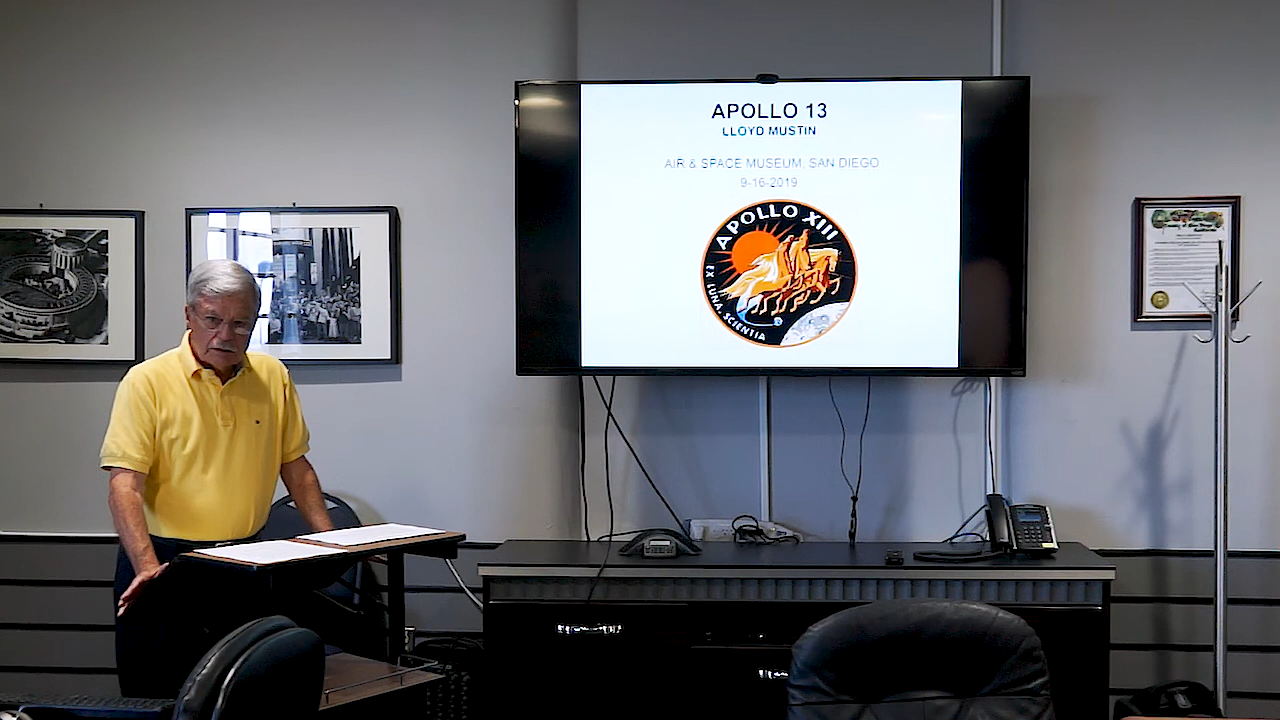 APOLLO 13
LLOYD MUSTIN
AIR & SPACE MUSEUM, SAN DIEGO
9-16-2019
APOLLO XIII
EX LUNA, SCIENTIA